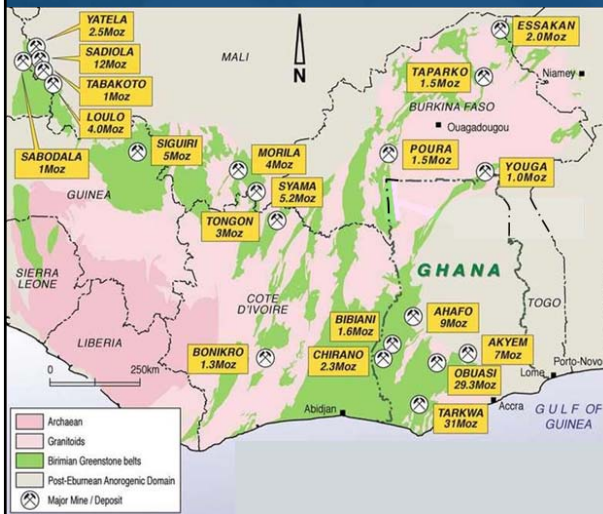 YATELA
2.5Moz
SADIOLA
12Moz
TABAKOTO
1Moz
LOULO
4.0Moz
SABODALA
1Moz
MALI
N
ESSAKAN
2.0Moz
TAPARKO
1.5Moz
Niamey
BURKINA FASO
Ouagadougou
POURA
1.5Moz
YOUGA
1.0Moz
SIGUIRI
5Moz
MORILA
4Moz
SYAMA
5.2Moz
TONGON
3Moz
GUINEA
SIERRA
LEONE
LIBERIA
COTE
D'IVOIRE
GHANA
TOGO
BIBIANI
1.6Moz
AHAFO
9Moz
BONIKRO
1.3Moz
CHIRANO
2.3Moz
AKYEM
7Moz
OBUASI
29.3Moz
TARKWA
31Moz
Porto-Novo
Lome
Accra
Abidjan
GULF OF
GUINEA
0 250km
Archaean
Granitoids
Birimian Greenstone belts
Post-Eburnean Anorogenic Domain
Major Mine / Deposit